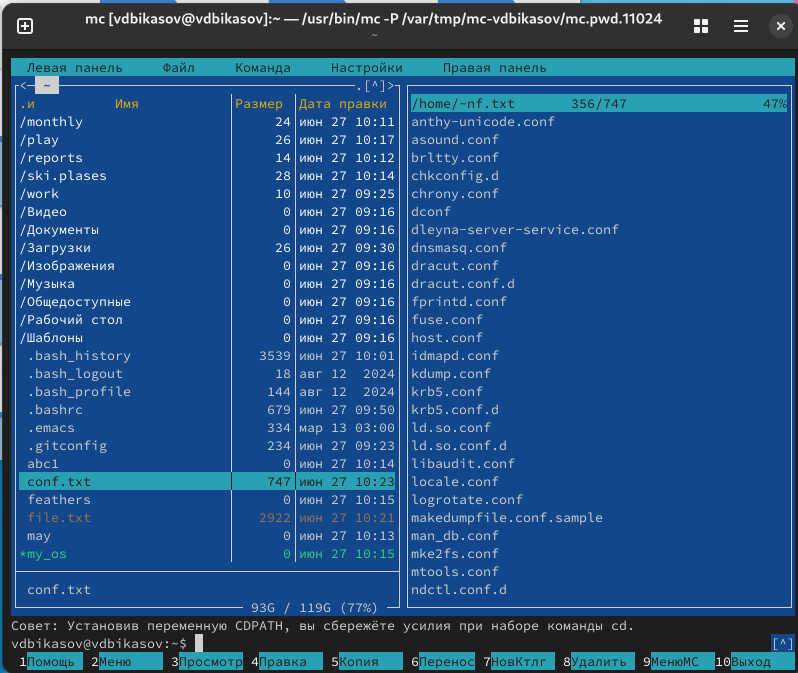 mc [vdbikasov@vdbikasov]:~ — /usr/bin/mc -P /var/tmp/mc-vdbikasov/mc.pwd.11024
~
Левая панель Файл Команда Настройки Правая панель
<─ ~ ─.[^]>
.и Имя Размер Дата правки
/monthly 24 июн 27 10:11
/play 26 июн 27 10:17
/reports 14 июн 27 10:12
/ski.plases 28 июн 27 10:14
/work 10 июн 27 09:25
/Видео 0 июн 27 09:16
/Документы 0 июн 27 09:16
/Загрузки 26 июн 27 09:30
/Изображения 0 июн 27 09:16
/Музыка 0 июн 27 09:16
/Общедоступные 0 июн 27 09:16
/Рабочий стол 0 июн 27 09:16
/Шаблоны 0 июн 27 09:16
.bash_history 3539 июн 27 10:01
.bash_logout 18 авг 12 2024
.bash_profile 144 авг 12 2024
.bashrc 679 июн 27 09:50
.emacs 334 мар 13 03:00
.gitconfig 234 июн 27 09:23
abc1 0 июн 27 10:14
conf.txt 747 июн 27 10:23
feathers 0 июн 27 10:15
file.txt 2922 июн 27 10:21
may 0 июн 27 10:13
*my_os 0 июн 27 10:15
conf.txt
93G / 119G (77%)
/home/~nf.txt 356/747 47%
anthy-unicode.conf
asound.conf
brltty.conf
chkconfig.d
chrony.conf
dconf
dleyna-server-service.conf
dnsmasq.conf
dracut.conf
dracut.conf.d
fprintd.conf
fuse.conf
host.conf
idmapd.conf
kdump.conf
krb5.conf
krb5.conf.d
ld.so.conf
ld.so.conf.d
libaudit.conf
locale.conf
logrotate.conf
makedumpfile.conf.sample
man_db.conf
mke2fs.conf
mtools.conf
ndctl.conf.d
Совет: Установив переменную CDPATH, вы сбережёте усилия при наборе команды cd.
vdbikasov@vdbikasov:~$ [^]
1Помощь 2Меню 3Просмотр 4Правка 5Копия 6Перенос 7НовКтлг 8Удалить 9МенюMC 10Выход